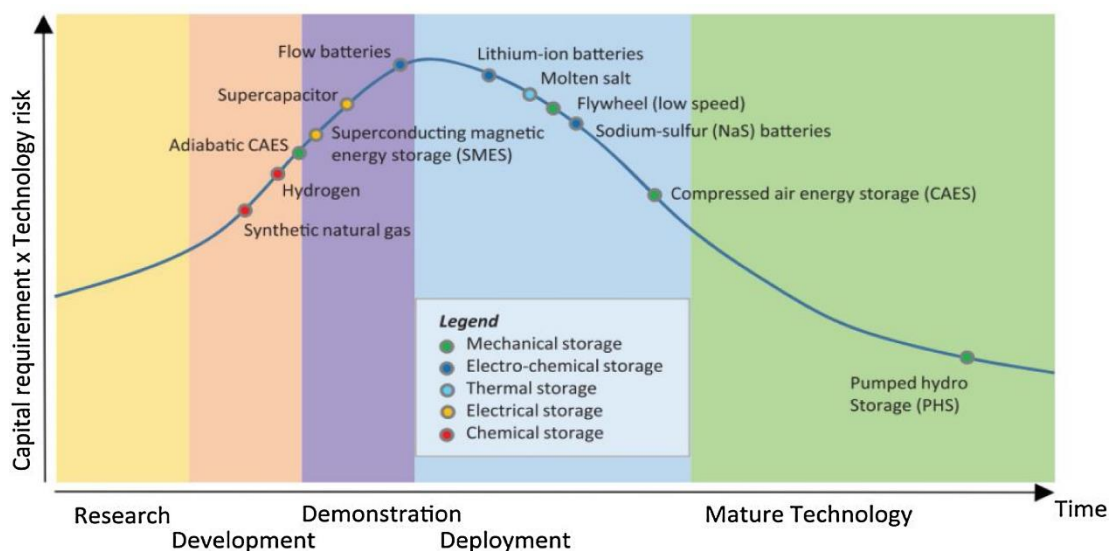 Capital requirement x Technology risk
Flow batteries
Lithium-ion batteries
Molten salt
Supercapacitor
Flywheel (low speed)
Sodium-sulfur (NaS) batteries
Adiabatic CAES
Superconducting magnetic
energy storage (SMES)
Hydrogen
Compressed air energy storage (CAES)
Synthetic natural gas
Legend
Mechanical storage
Electro-chemical storage
Thermal storage
Electrical storage
Chemical storage
Pumped hydro
Storage (PHS)
Time
Research
Development
Demonstration
Deployment
Mature Technology